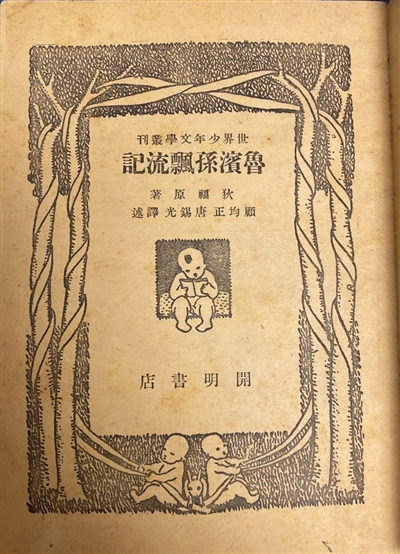 世界少年文學叢刊
魯濱孫飄流記
狄福原著
顧均正唐錫光譯述
開明書店